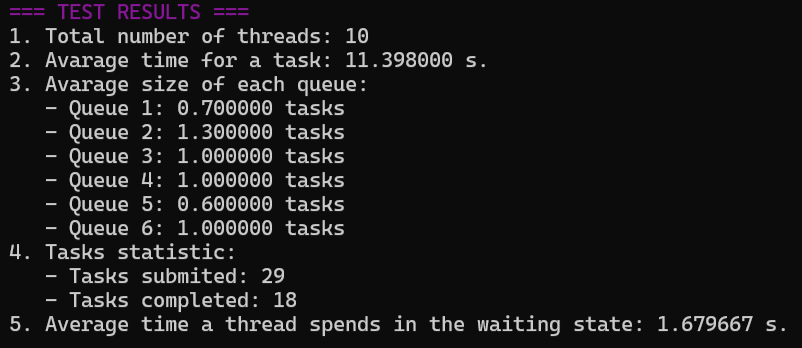 === TEST RESULTS ===
1. Total number of threads: 10
2. Avarage time for a task: 11.398000 s.
3. Avarage size of each queue:
   - Queue 1: 0.700000 tasks
   - Queue 2: 1.300000 tasks
   - Queue 3: 1.000000 tasks
   - Queue 4: 1.000000 tasks
   - Queue 5: 0.600000 tasks
   - Queue 6: 1.000000 tasks
4. Tasks statistic:
   - Tasks submited: 29
   - Tasks completed: 18
5. Average time a thread spends in the waiting state: 1.679667 s.